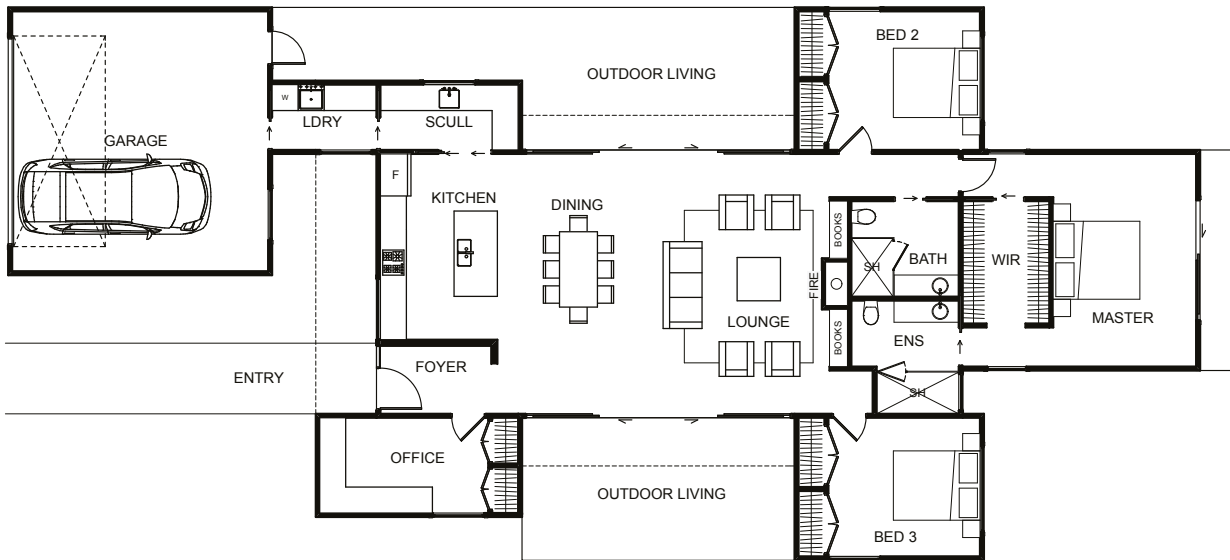 BED 2
OUTDOOR LIVING
W
LDRY
SCULL
GARAGE
F
KITCHEN
DINING
BOOKS
SH
BATH
WIR
FIRE
LOUNGE
MASTER
BOOKS
ENS
FOYER
ENTRY
SH
OFFICE
OUTDOOR LIVING
BED 3